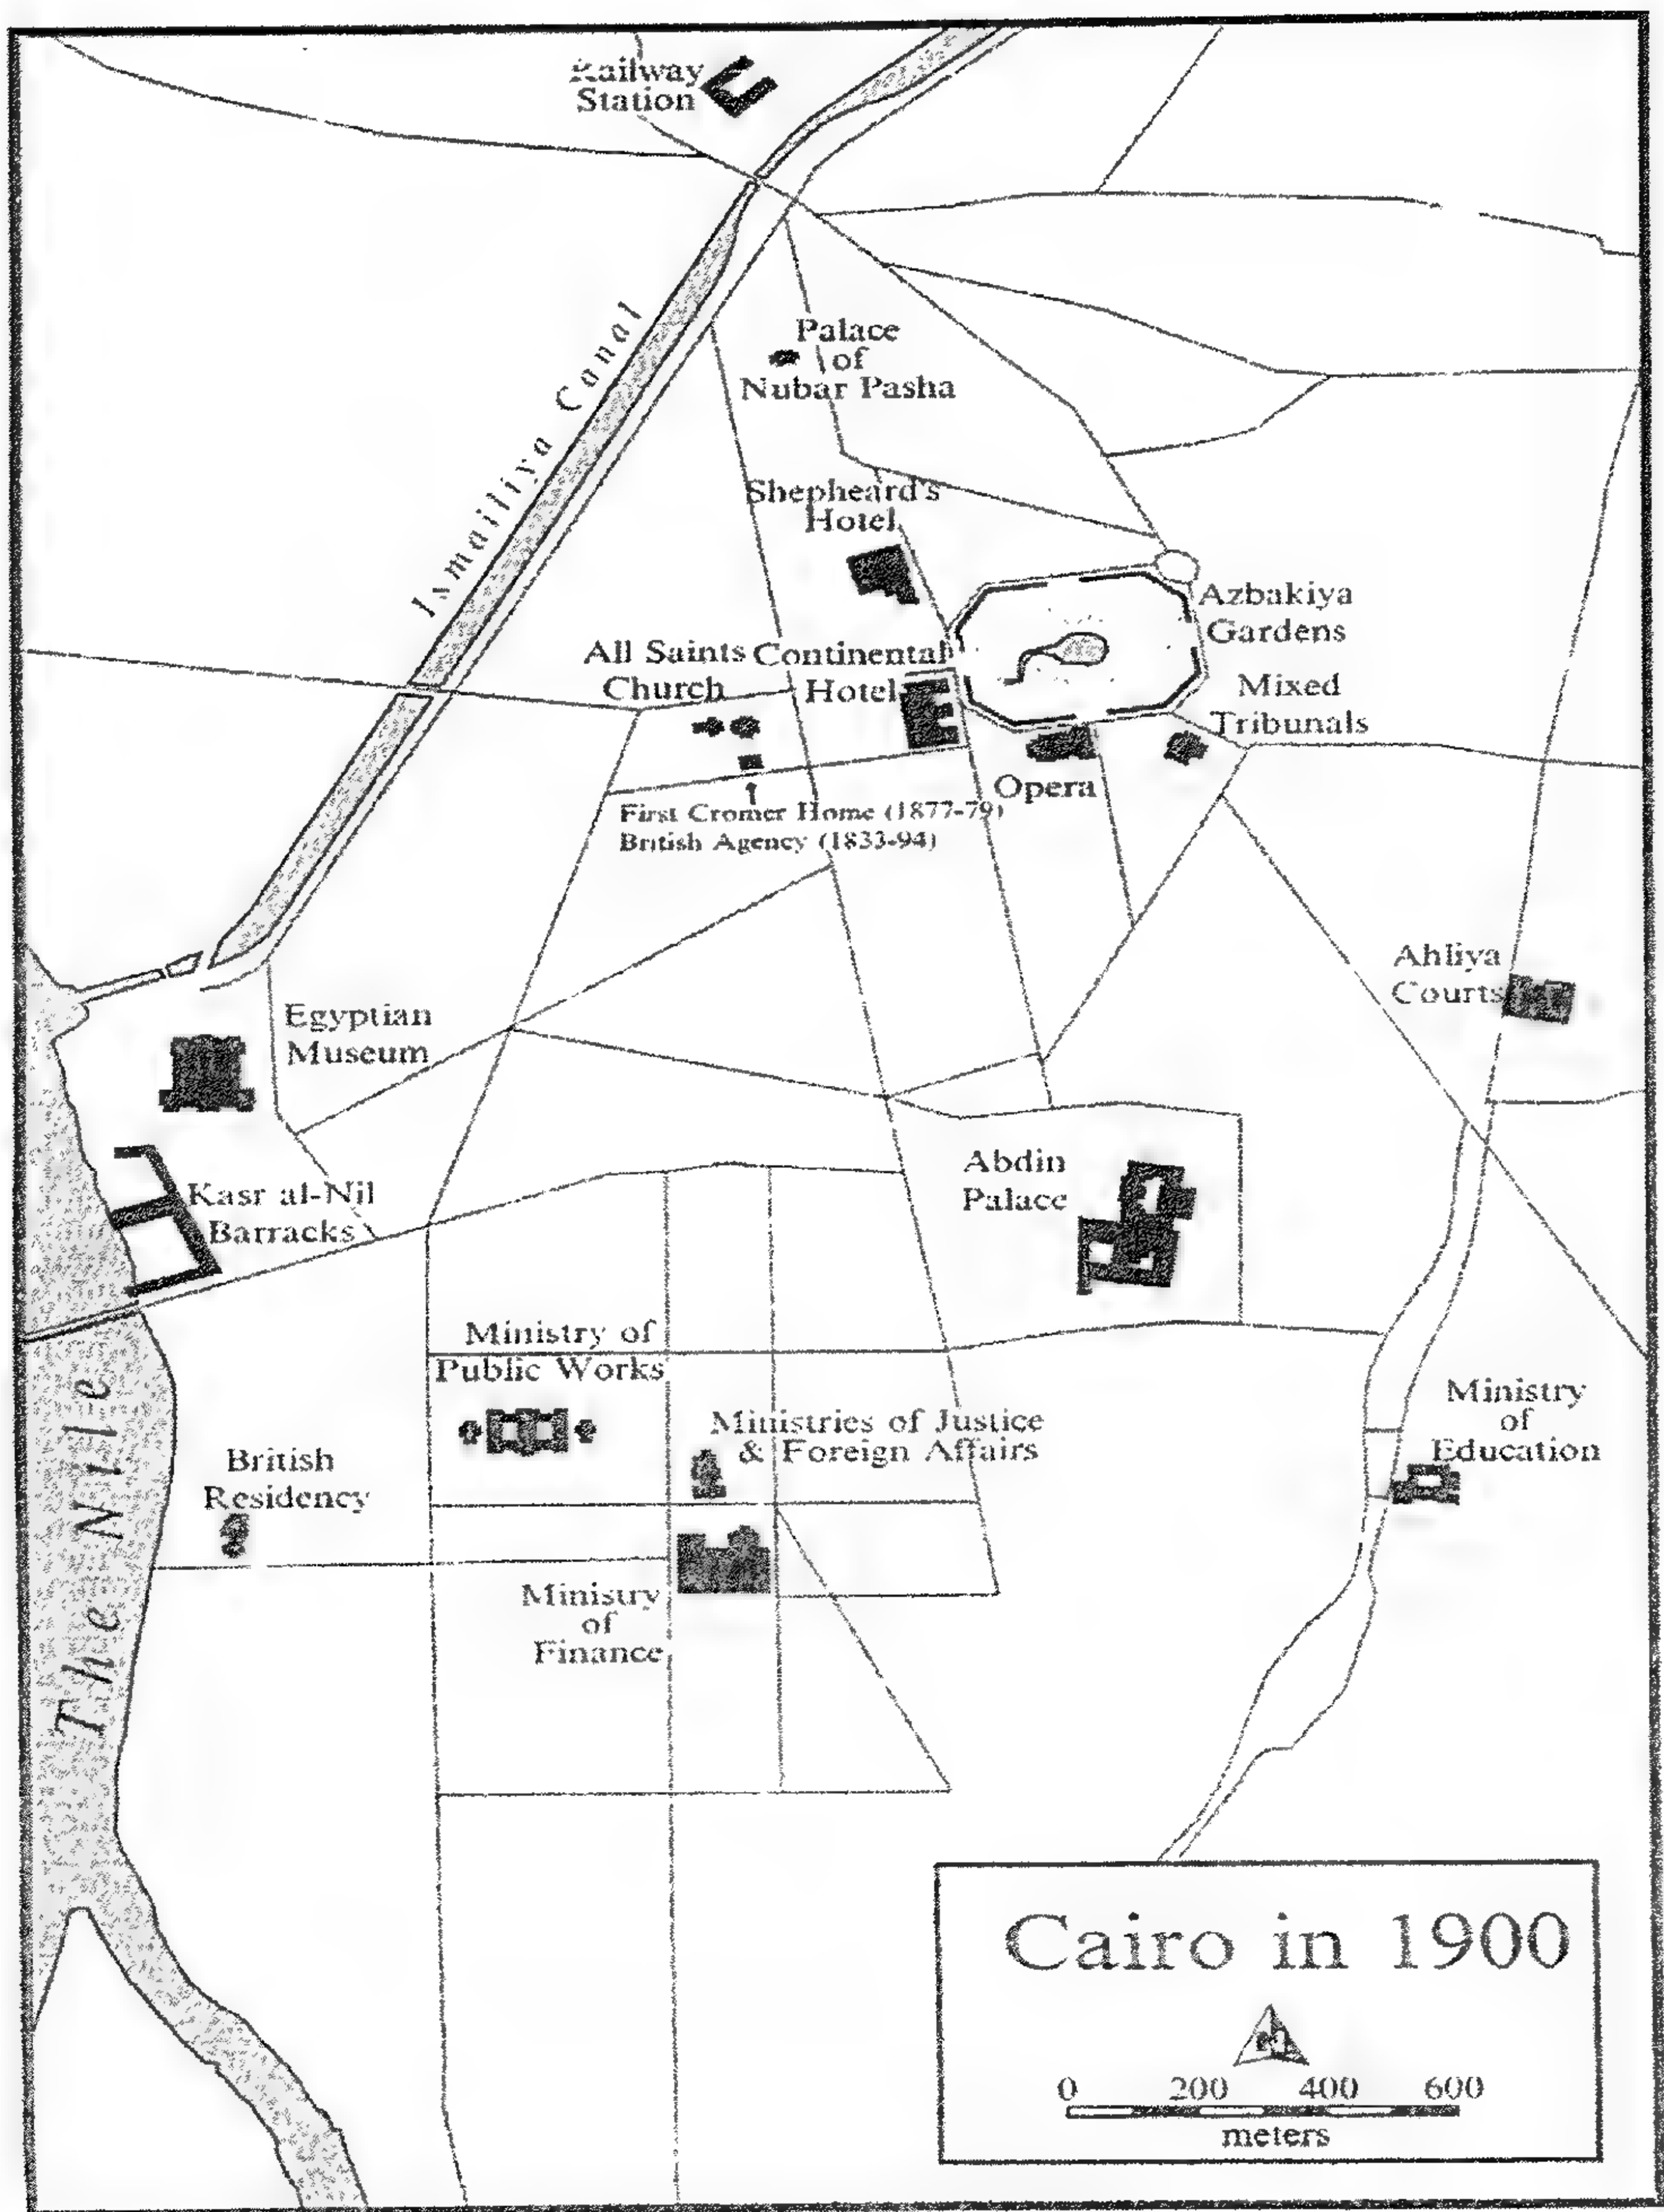 Railway
Station
Ismailiya Canal
Palace
of
Nubar Pasha
Shepheard's
Hotel
Azbakiya
Gardens
All Saints
Church
Continental
Hotel
Mixed
Tribunals
Opera
First Cromer Home (1877-79)
British Agency (1833-94)
Ahliya
Courts
Egyptian
Museum
Kasr al-Nil
Barracks
Abdin
Palace
Ministry of
Public Works
Ministries of Justice
& Foreign Affairs
Ministry
of
Education
British
Residency
The Nile
Ministry
of
Finance
Cairo in 1900
N
0 200 400 600
meters